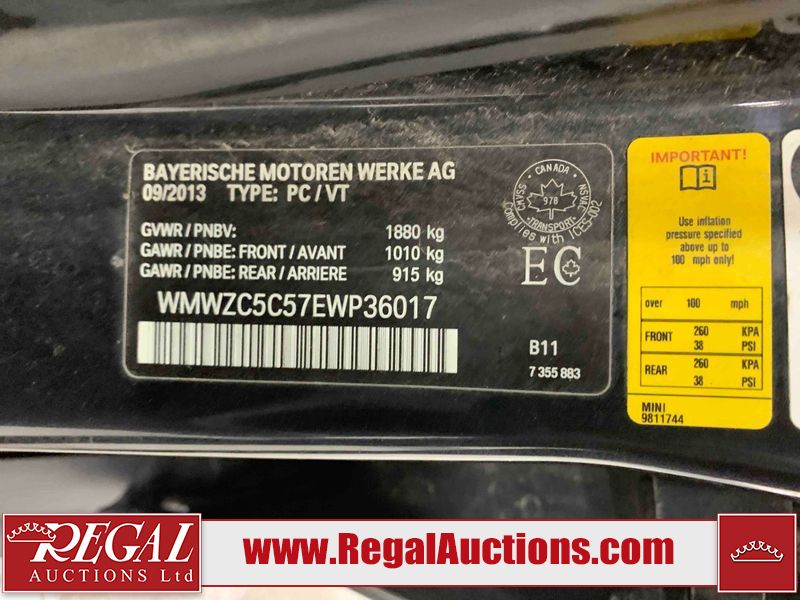 BAYERISCHE MOTOREN WERKE AG
09/2013 TYPE: PC / VT
GVWR / PNBV: 1880 kg
GAWR / PNBE: FRONT / AVANT 1010 kg
GAWR / PNBE: REAR / ARRIERE 915 kg
WMWZC5C57EWP36017
CANADA
CMVSS
978
NSVAC
TRANSPORT
Complies with ICES-002
EC
B11
7 355 883
IMPORTANT!
Use inflation
pressure specified
above up to
100 mph only!
over 100 mph
FRONT 260 KPA
38 PSI
REAR 260 KPA
38 PSI
MINI
9811744
REGAL
AUCTIONS Ltd
www.RegalAuctions.com